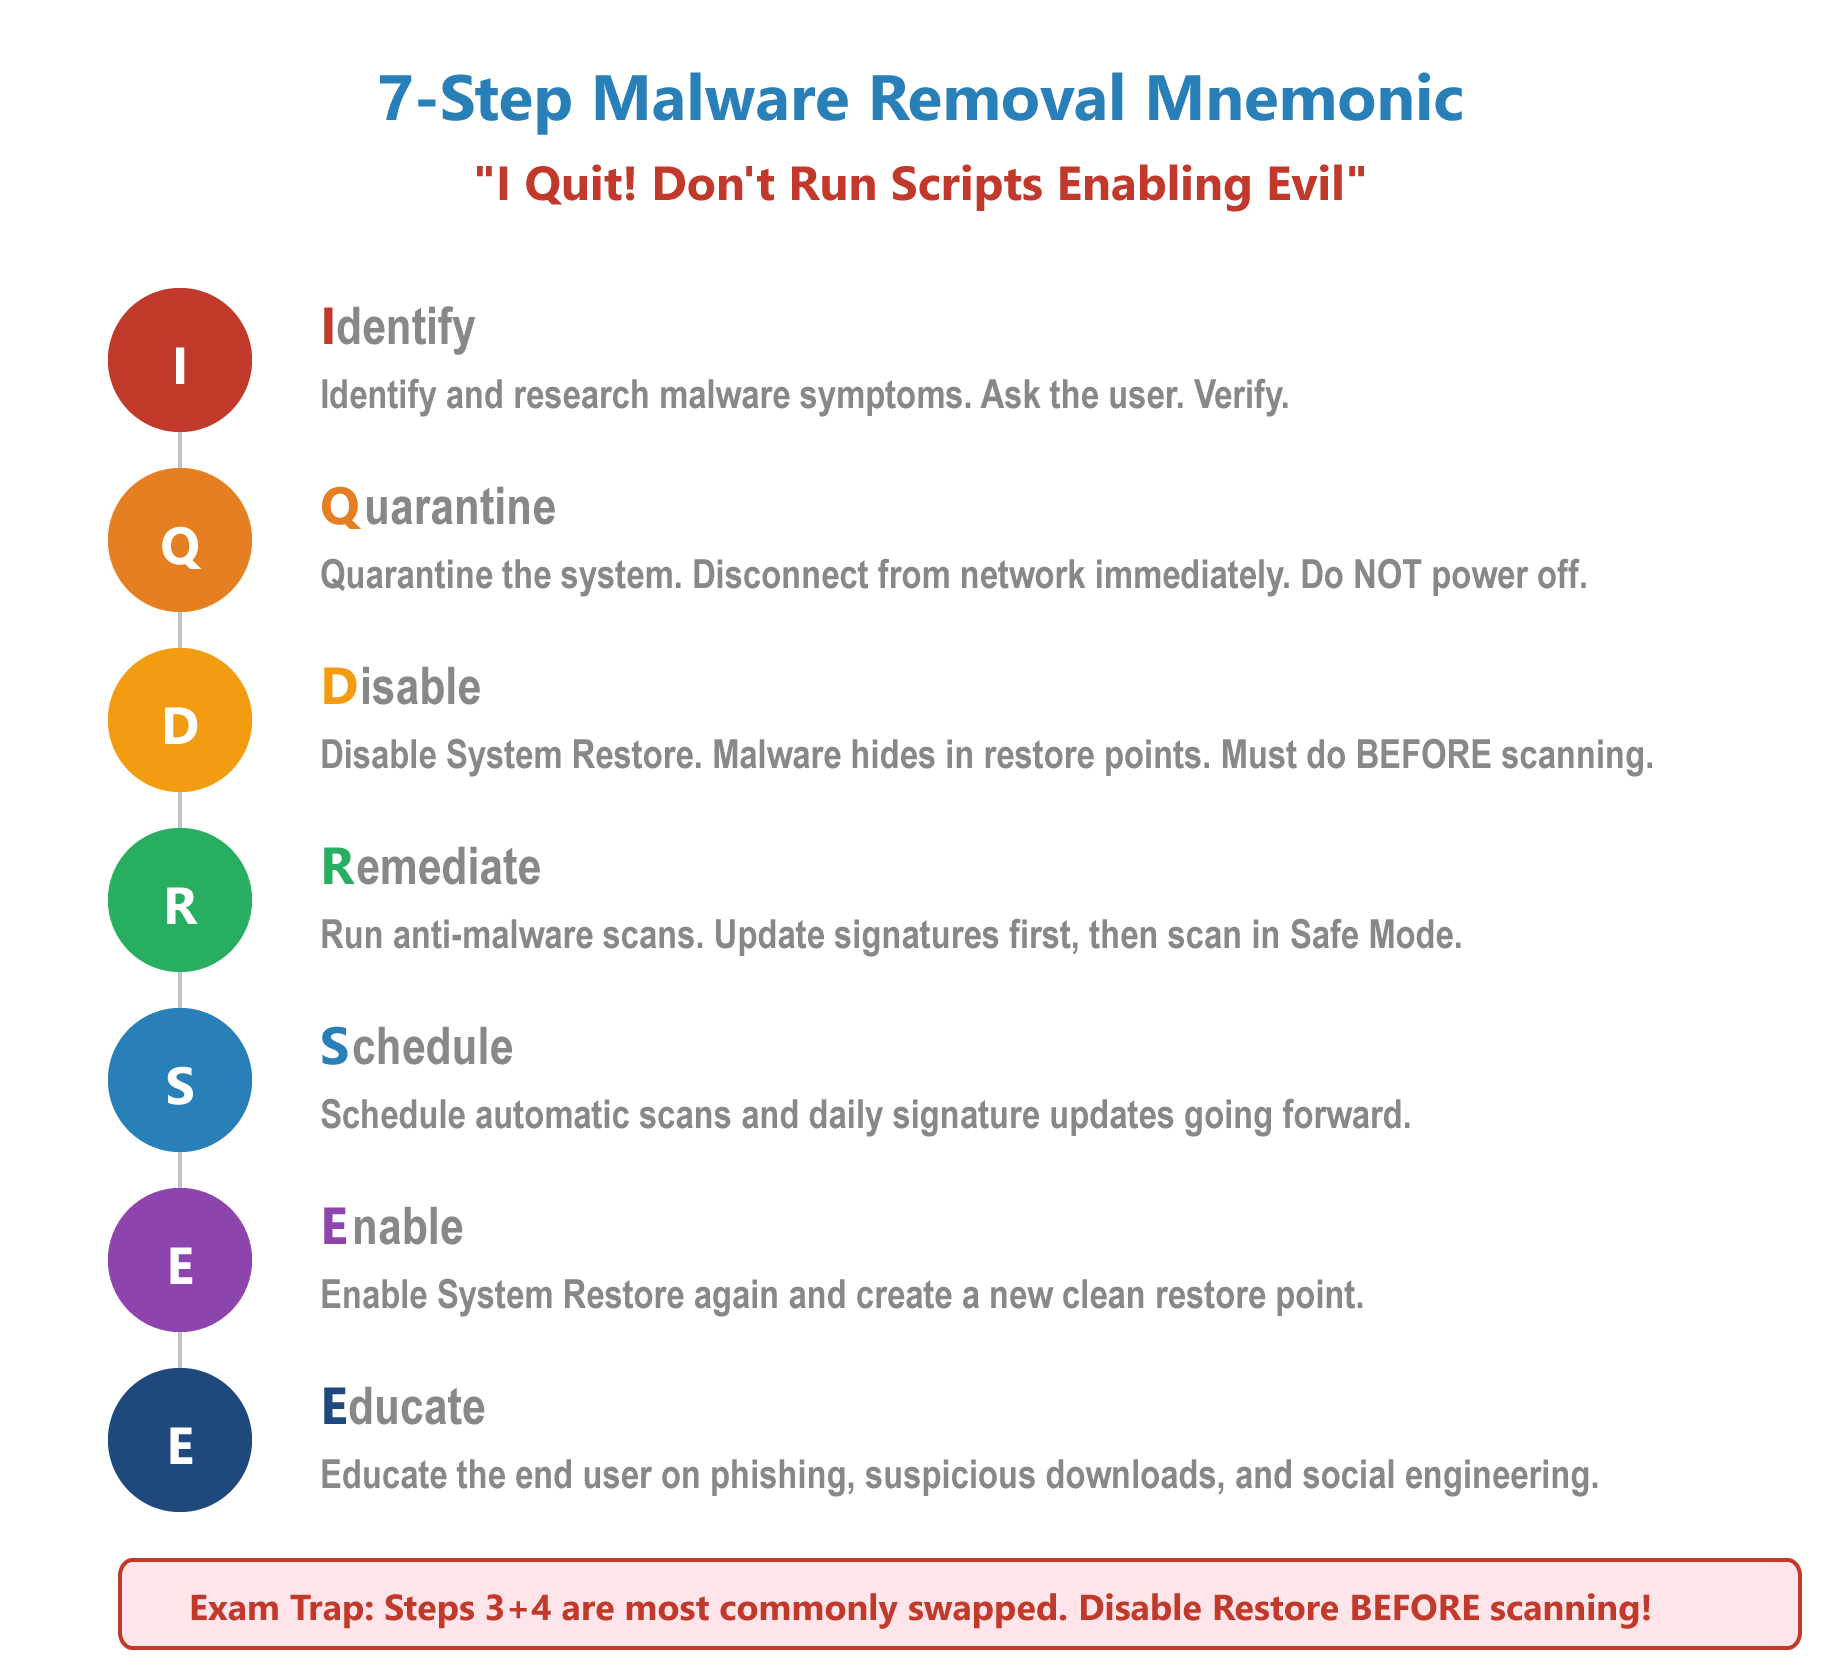 7-Step Malware Removal Mnemonic
"I Quit! Don't Run Scripts Enabling Evil"
I
Identify
Identify and research malware symptoms. Ask the user. Verify.
Q
Quarantine
Quarantine the system. Disconnect from network immediately. Do NOT power off.
D
Disable
Disable System Restore. Malware hides in restore points. Must do BEFORE scanning.
R
Remediate
Run anti-malware scans. Update signatures first, then scan in Safe Mode.
S
Schedule
Schedule automatic scans and daily signature updates going forward.
E
Enable
Enable System Restore again and create a new clean restore point.
E
Educate
Educate the end user on phishing, suspicious downloads, and social engineering.
Exam Trap: Steps 3+4 are most commonly swapped. Disable Restore BEFORE scanning!